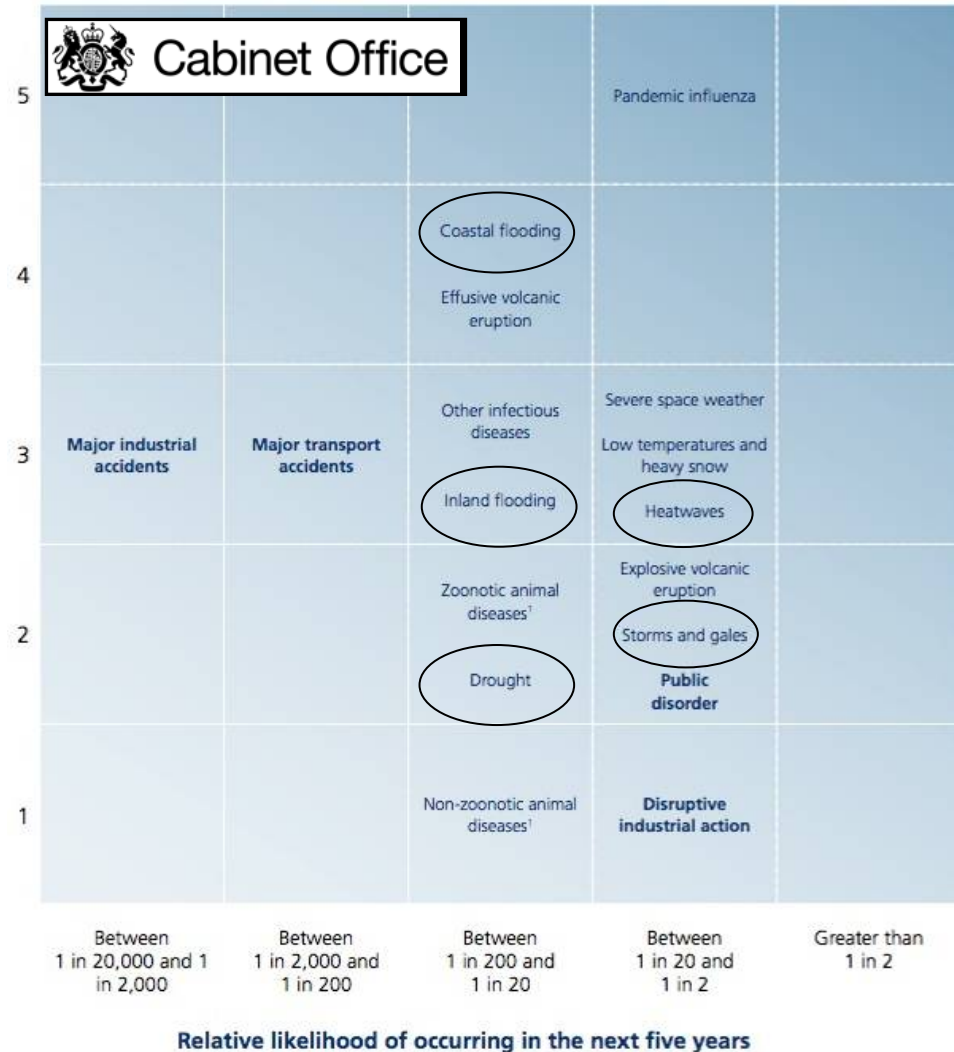 Cabinet Office
5
Pandemic influenza
4
Coastal flooding
Effusive volcanic
eruption
3
Major industrial
accidents
Major transport
accidents
Other infectious
diseases
Inland flooding
Severe space weather
Low temperatures and
heavy snow
Heatwaves
2
Zoonotic animal
diseases¹
Drought
Explosive volcanic
eruption
Storms and gales
Public
disorder
1
Non-zoonotic animal
diseases¹
Disruptive
industrial action
Between
1 in 20,000 and 1
in 2,000
Between
1 in 2,000 and
1 in 200
Between
1 in 200 and
1 in 20
Between
1 in 20 and
1 in 2
Greater than
1 in 2
Relative likelihood of occurring in the next five years